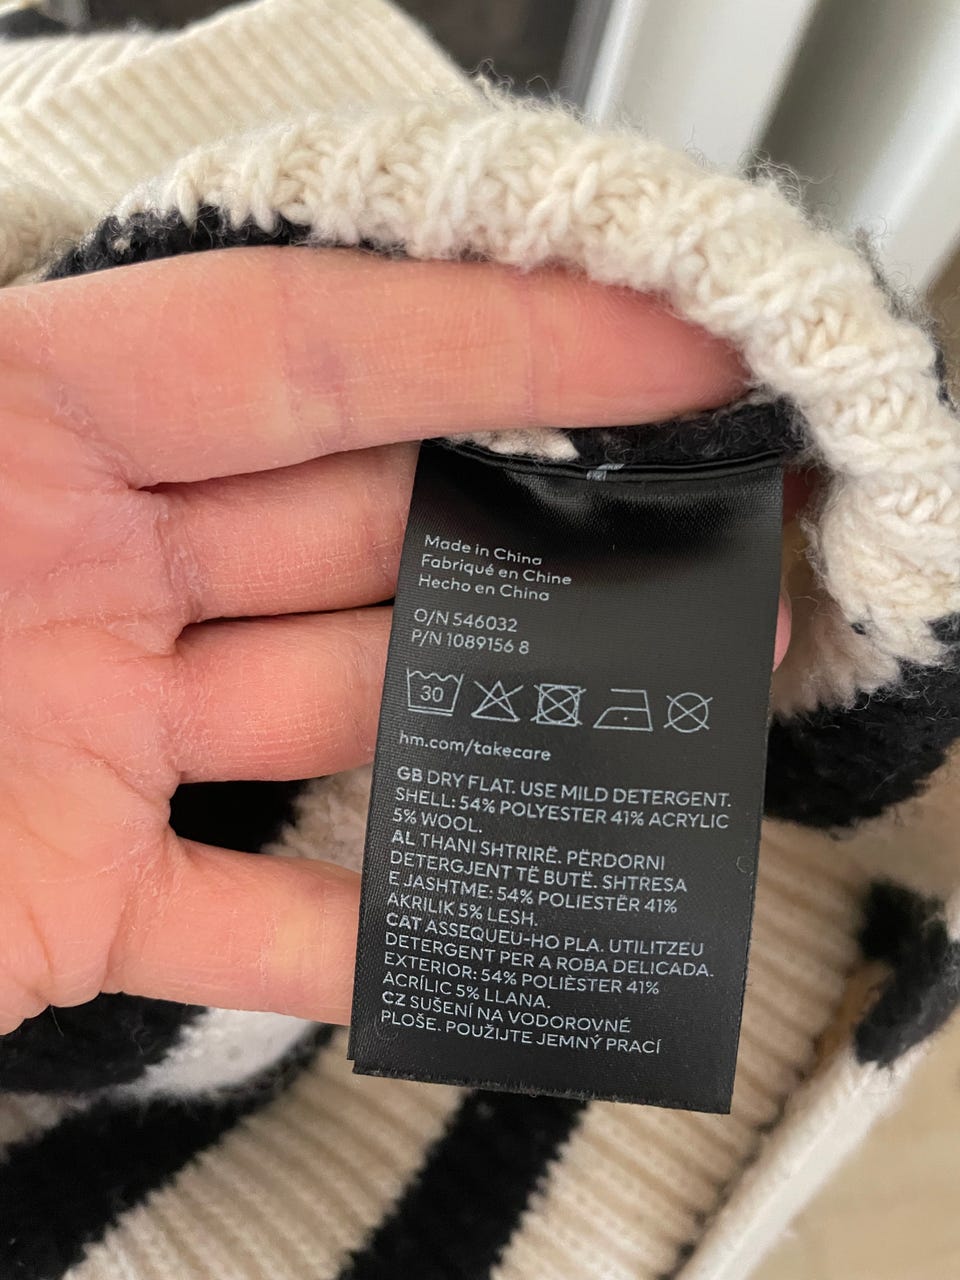 Made in China
Fabriqué en Chine
Hecho en China
O/N 546032
P/N 1089156 8
30
hm.com/takecare
GB DRY FLAT. USE MILD DETERGENT.
SHELL: 54% POLYESTER 41% ACRYLIC
5% WOOL.
AL THANI SHTRIRË. PËRDORNI
DETERGJENT TË BUTË. SHTRESA
E JASHTME: 54% POLIESTËR 41%
AKRILIK 5% LESH.
CAT ASSEQUEU-HO PLA. UTILITZEU
DETERGENT PER A ROBA DELICADA.
EXTERIOR: 54% POLIÈSTER 41%
ACRÍLIC 5% LLANA.
CZ SUŠENÍ NA VODOROVNÉ
PLOŠE. POUŽIJTE JEMNÝ PRACÍ